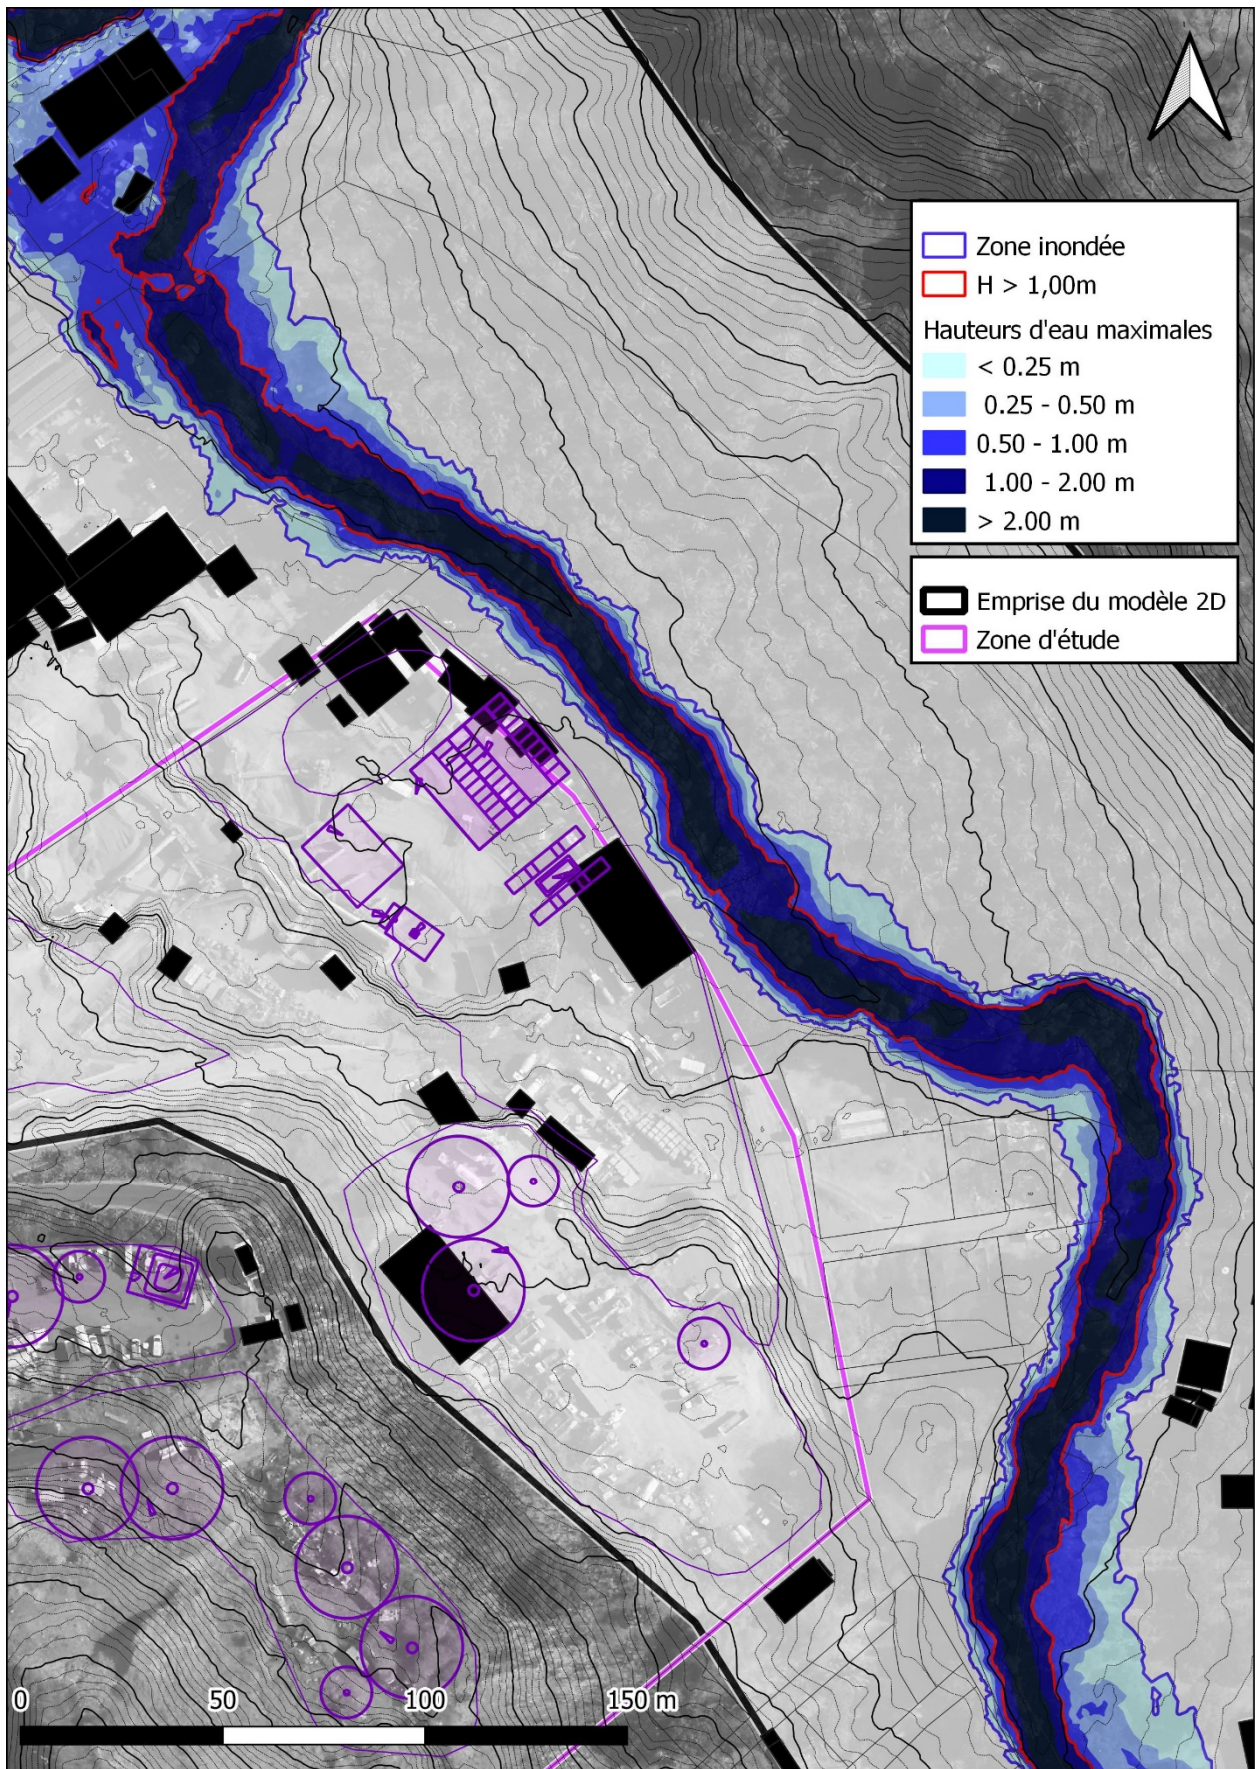 Zone inondée
H > 1,00m
Hauteurs d'eau maximales
< 0.25 m
0.25 - 0.50 m
0.50 - 1.00 m
1.00 - 2.00 m
> 2.00 m
Emprise du modèle 2D
Zone d'étude
0 50 100 150 m